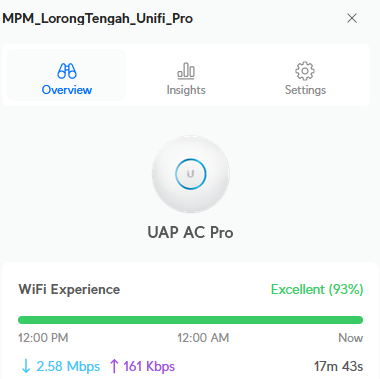 MPM_LorongTengah_Unifi_Pro
Overview Insights Settings
U
UAP AC Pro
WiFi Experience Excellent (93%)
12:00 PM 12:00 AM Now
↓ 2.58 Mbps ↑ 161 Kbps 17m 43s